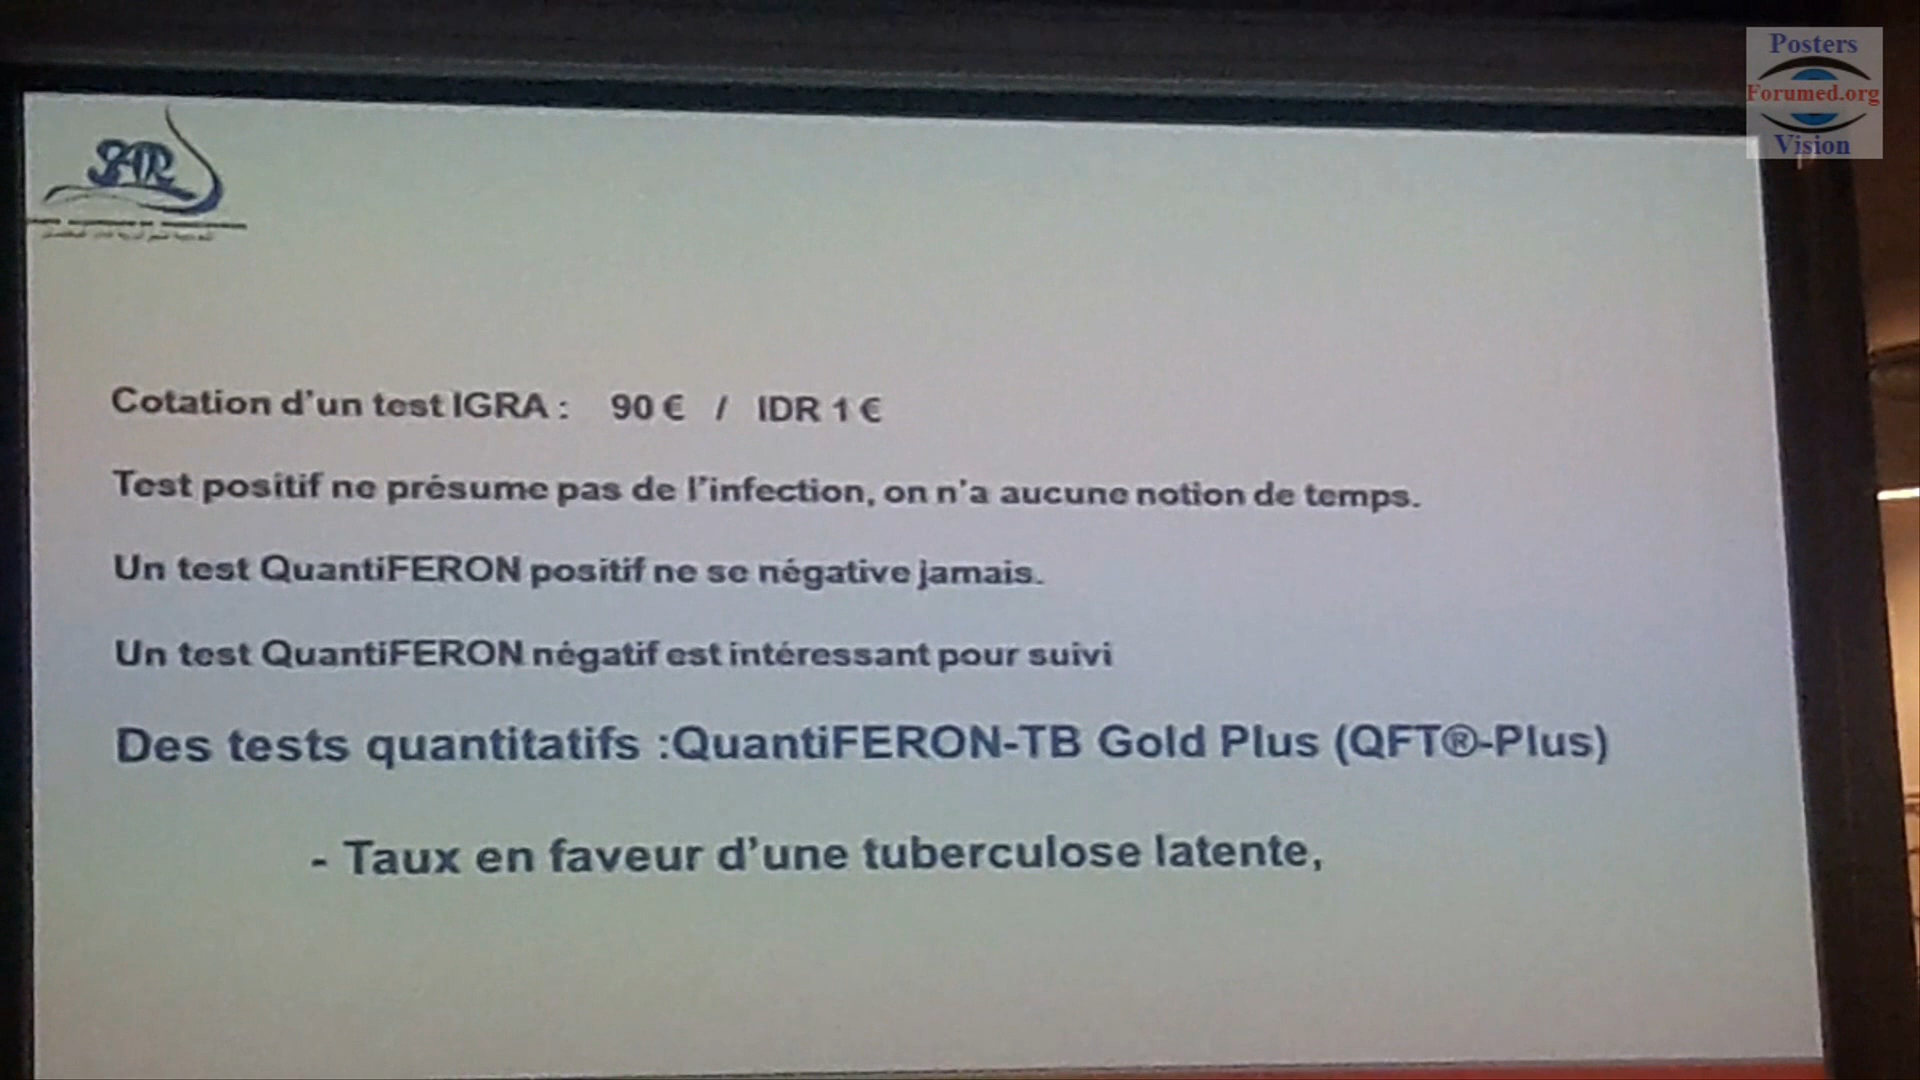 Posters
Forumed.org
Vision
SAR
Cotation d'un test IGRA : 90 € / IDR 1 €
Test positif ne présume pas de l'infection, on n'a aucune notion de temps.
Un test QuantiFERON positif ne se négative jamais.
Un test QuantiFERON négatif est intéressant pour suivi
Des tests quantitatifs :QuantiFERON-TB Gold Plus (QFT®-Plus)
- Taux en faveur d'une tuberculose latente,